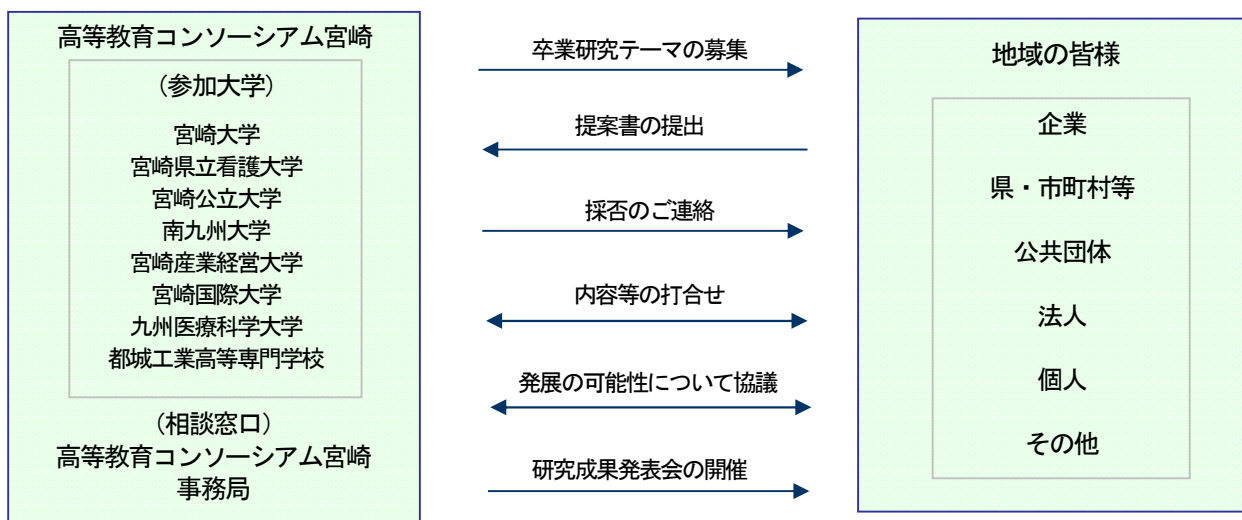 高等教育コンソーシアム宮崎
（参加大学）
宮崎大学
宮崎県立看護大学
宮崎公立大学
南九州大学
宮崎産業経営大学
宮崎国際大学
九州医療科学大学
都城工業高等専門学校
（相談窓口）
高等教育コンソーシアム宮崎
事務局
卒業研究テーマの募集
提案書の提出
採否のご連絡
内容等の打合せ
発展の可能性について協議
研究成果発表会の開催
地域の皆様
企業
県・市町村等
公共団体
法人
個人
その他